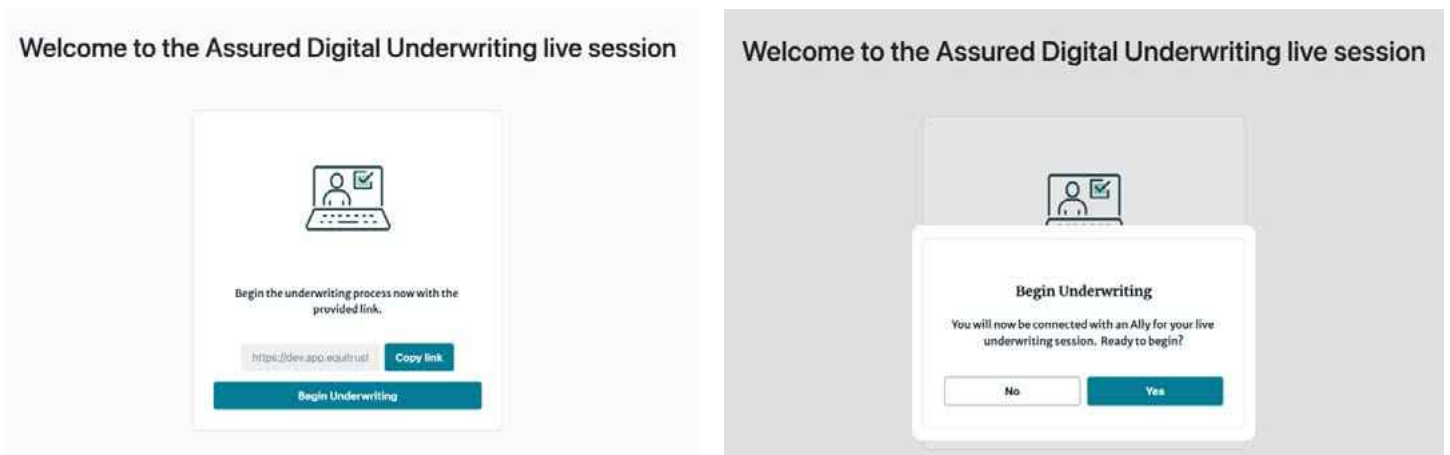 Welcome to the Assured Digital Underwriting live session
Begin the underwriting process now with the
provided link.
https://dev.app.equitrust
Copy link
Begin Underwriting
Welcome to the Assured Digital Underwriting live session
Begin Underwriting
You will now be connected with an Ally for your live
underwriting session. Ready to begin?
No
Yes